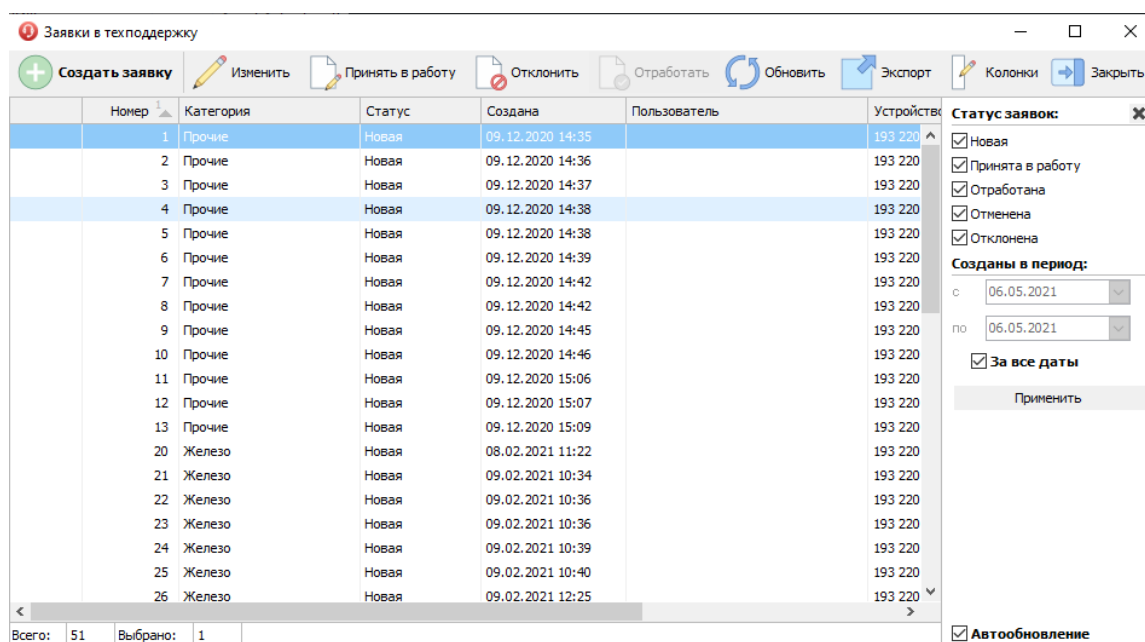 Заявки в техподдержку
Создать заявку Изменить Принять в работу Отклонить Отработать Обновить Экспорт Колонки Закрыть
Номер 1 Категория Статус Создана Пользователь Устройство Статус заявок:
1 Прочие Новая 09.12.2020 14:35 193 220
Новая
2 Прочие Новая 09.12.2020 14:36 193 220
Принята в работу
3 Прочие Новая 09.12.2020 14:37 193 220
Отработана
4 Прочие Новая 09.12.2020 14:38 193 220
Отменена
5 Прочие Новая 09.12.2020 14:38 193 220
Отклонена
6 Прочие Новая 09.12.2020 14:39 193 220
Созданы в период:
7 Прочие Новая 09.12.2020 14:42 193 220
с 06.05.2021
8 Прочие Новая 09.12.2020 14:42 193 220
9 Прочие Новая 09.12.2020 14:45 193 220
по 06.05.2021
10 Прочие Новая 09.12.2020 14:46 193 220
За все даты
11 Прочие Новая 09.12.2020 15:06 193 220
12 Прочие Новая 09.12.2020 15:07 193 220
Применить
13 Прочие Новая 09.12.2020 15:09 193 220
20 Железо Новая 08.02.2021 11:22 193 220
21 Железо Новая 09.02.2021 10:34 193 220
22 Железо Новая 09.02.2021 10:36 193 220
23 Железо Новая 09.02.2021 10:36 193 220
24 Железо Новая 09.02.2021 10:39 193 220
25 Железо Новая 09.02.2021 10:40 193 220
26 Железо Новая 09.02.2021 12:25 193 220
Всего: 51 Выбрано: 1 Автообновление